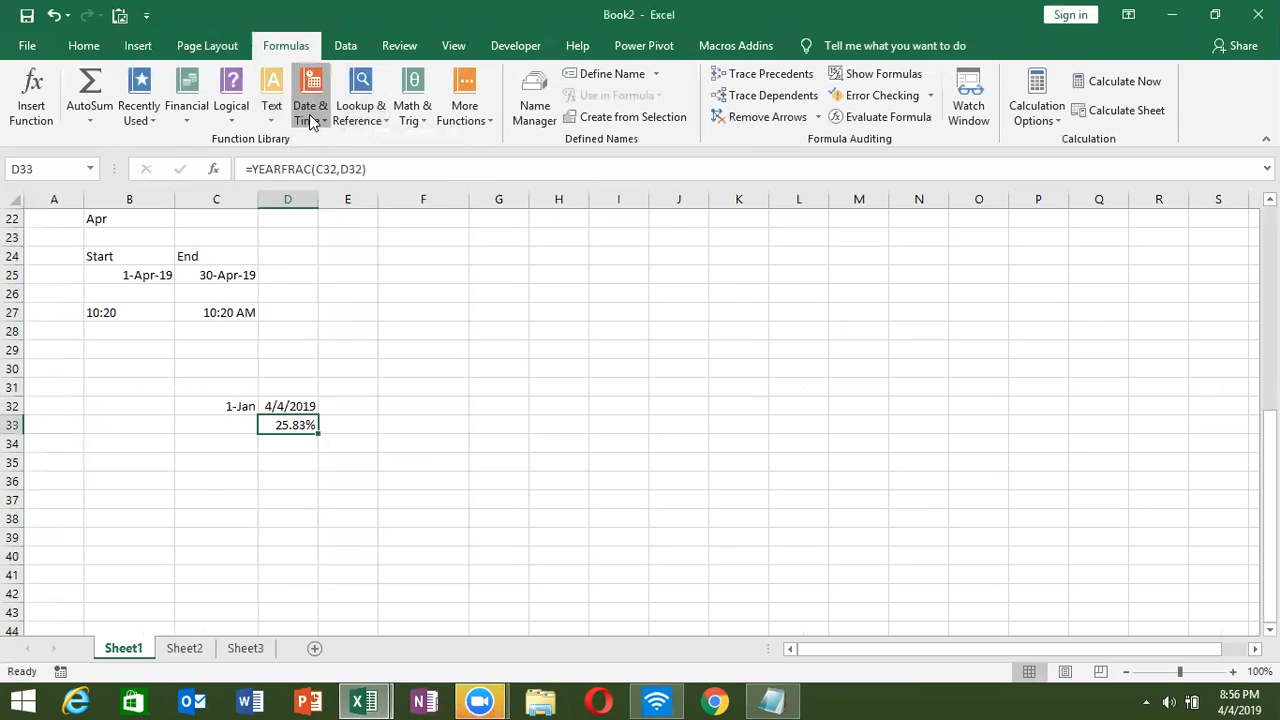 Book2 - Excel
Sign in
File Home Insert Page Layout Formulas Data Review View Developer Help Power Pivot Macros Addins Tell me what you want to do Share
Insert Function
AutoSum
Recently Used
Financial
Logical
Text
Date & Time
Lookup & Reference
Math & Trig
More Functions
Function Library
Name Manager
Define Name
Use in Formula
Create from Selection
Defined Names
Trace Precedents
Trace Dependents
Remove Arrows
Show Formulas
Error Checking
Evaluate Formula
Formula Auditing
Watch Window
Calculation Options
Calculate Now
Calculate Sheet
Calculation
D33 fx =YEARFRAC(C32,D32)
A B C D E F G H I J K L M N O P Q R S
22 Apr
23
24 Start End
25 1-Apr-19 30-Apr-19
26
27 10:20 10:20 AM
28
29
30
31
32 1-Jan 4/4/2019
33 25.83%
34
35
36
37
38
39
40
41
42
43
44
Sheet1 Sheet2 Sheet3
Ready 100%
8:56 PM
4/4/2019